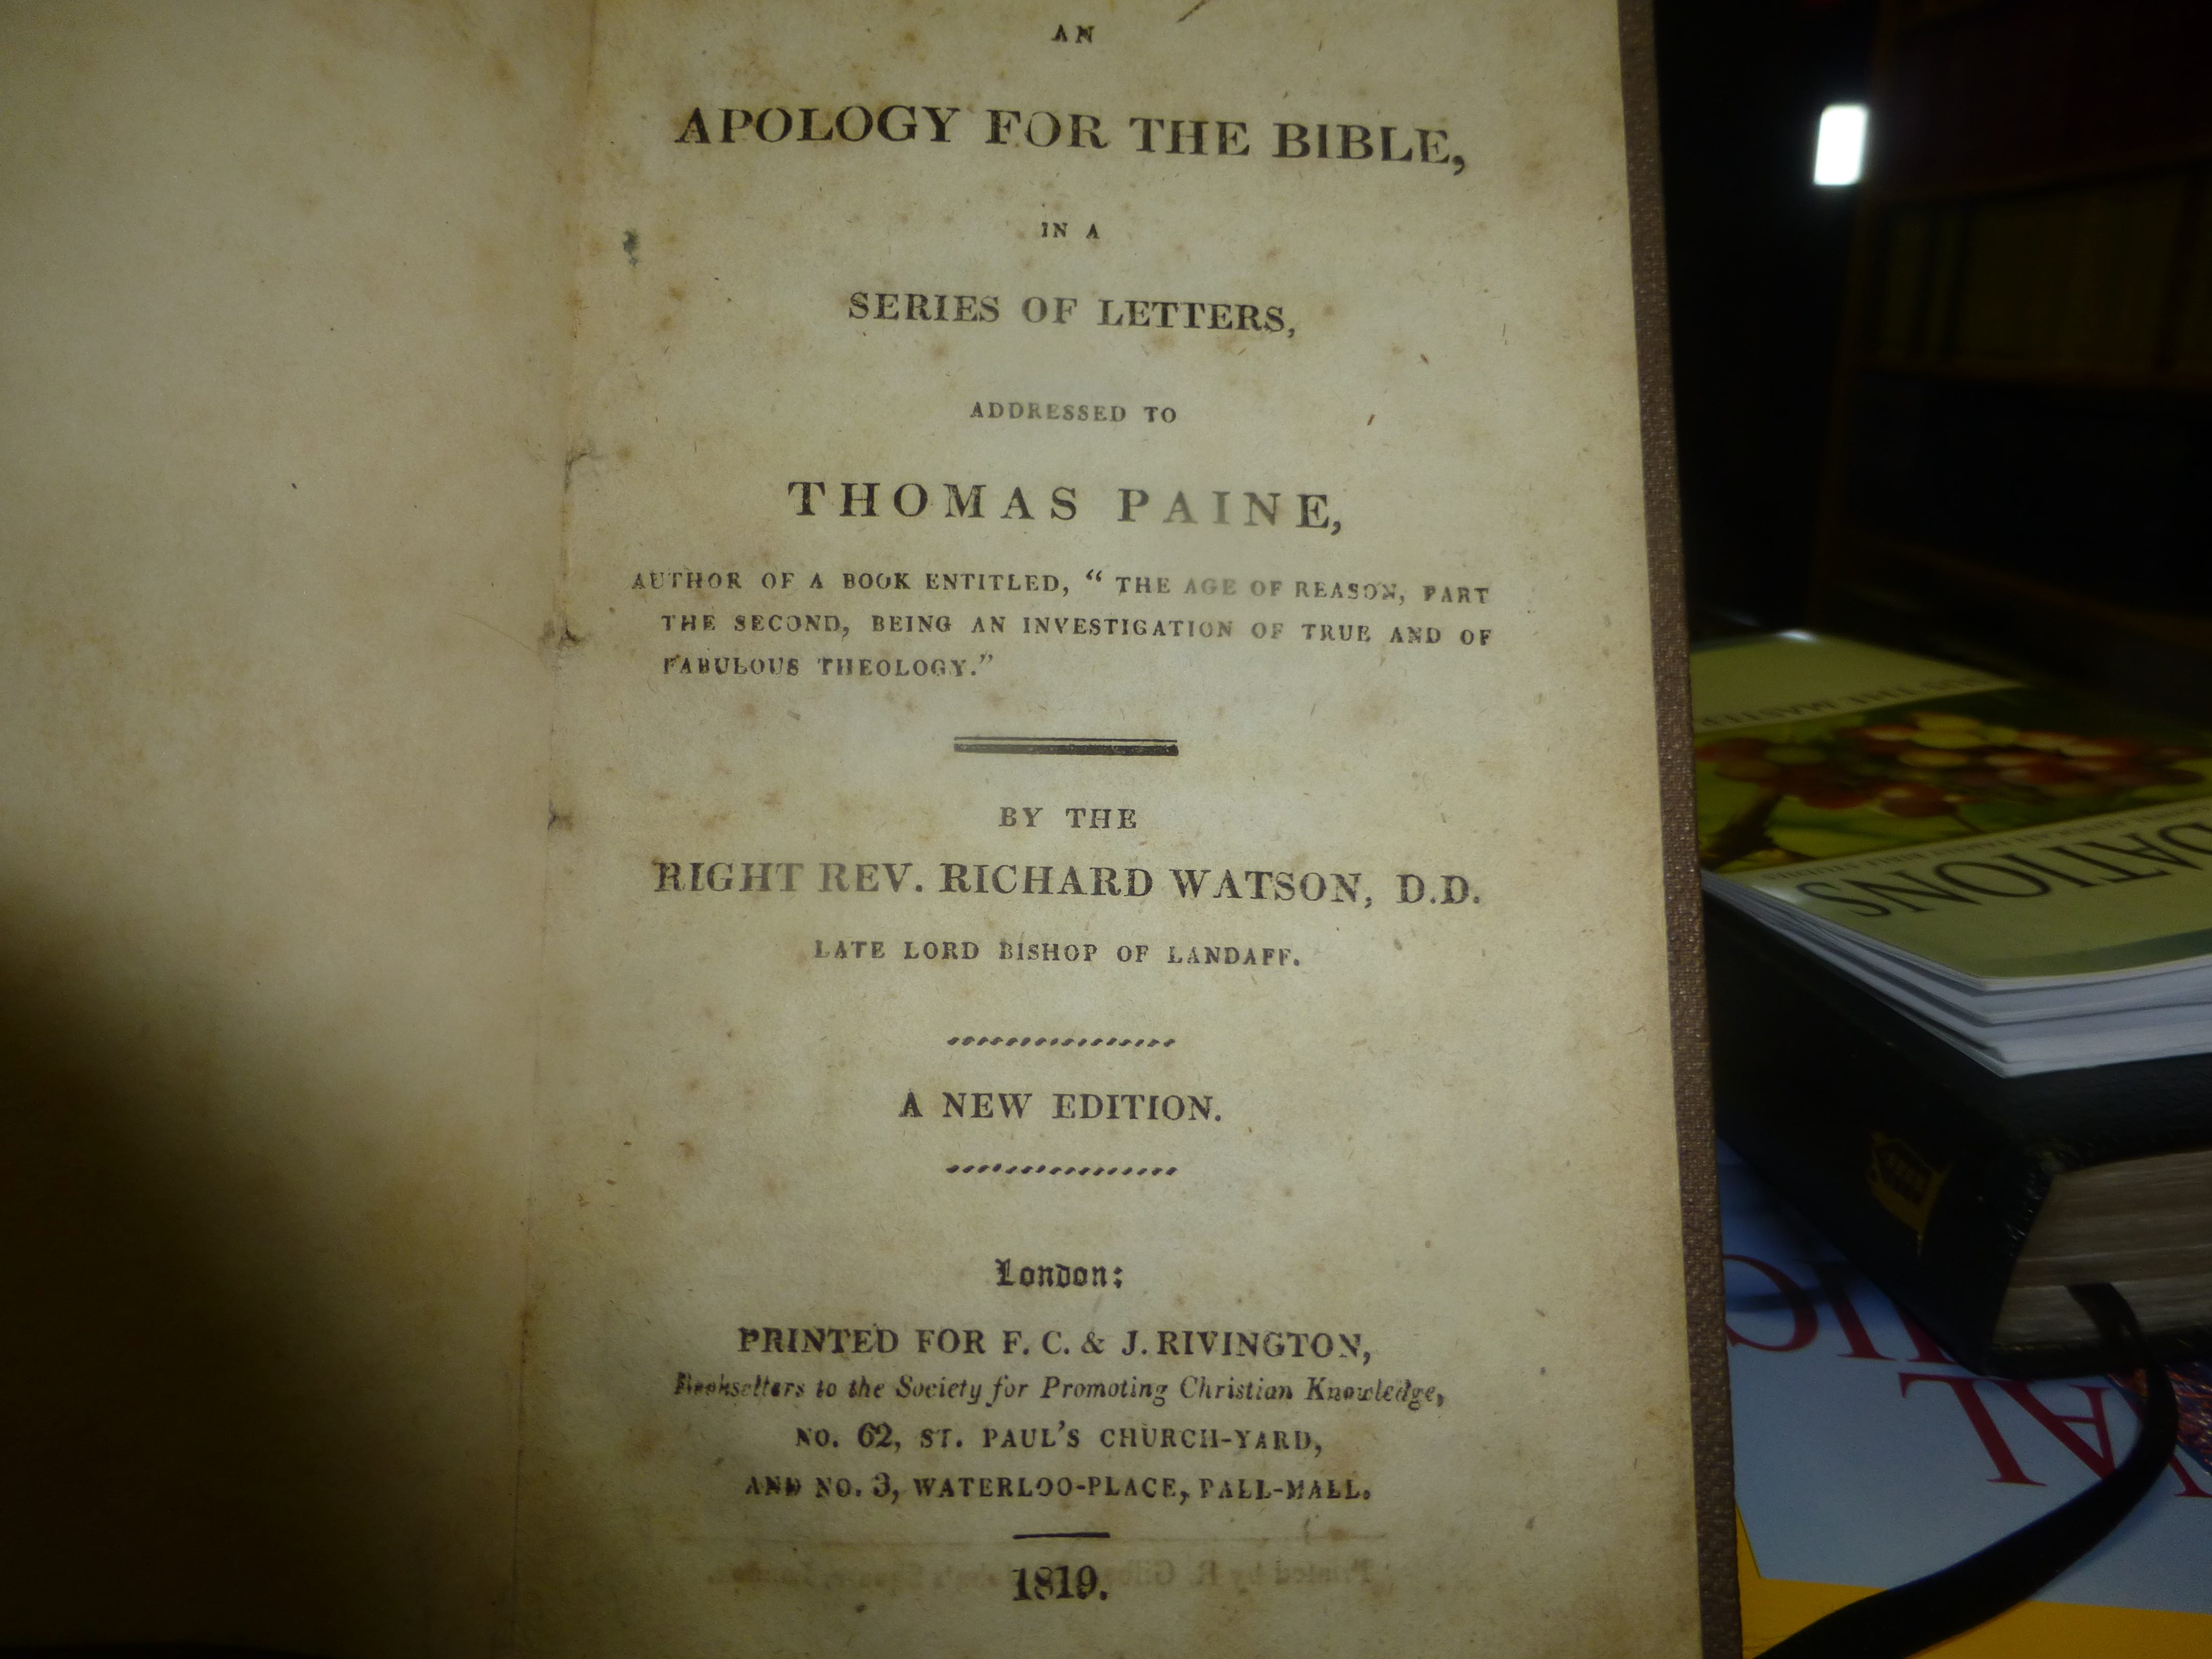 AN
APOLOGY FOR THE BIBLE,
IN A
SERIES OF LETTERS,
ADDRESSED TO
THOMAS PAINE,
AUTHOR OF A BOOK ENTITLED, “ THE AGE OF REASON, PART
THE SECOND, BEING AN INVESTIGATION OF TRUE AND OF
FABULOUS THEOLOGY.”
BY THE
RIGHT REV. RICHARD WATSON, D.D.
LATE LORD BISHOP OF LANDAFF.
A NEW EDITION.
London:
PRINTED FOR F. C. & J. RIVINGTON,
Booksellers to the Society for Promoting Christian Knowledge,
NO. 62, ST. PAUL'S CHURCH-YARD,
AND NO. 3, WATERLOO-PLACE, PALL-MALL.
1819.
Printed by R.
DATIONS